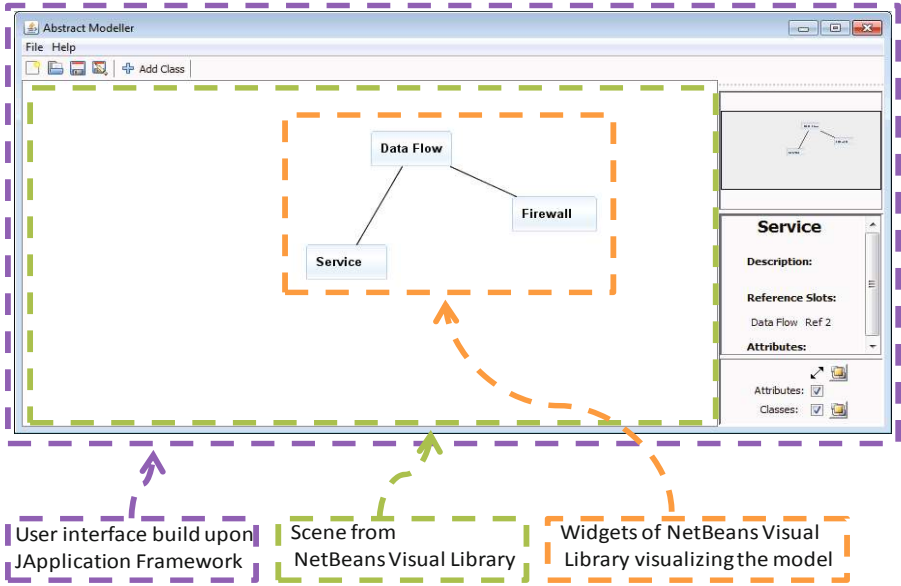 Abstract Modeller
File Help
Add Class
Data Flow
Firewall
Service
Service
Description:
Reference Slots:
Data Flow Ref 2
Attributes:
Attributes:
Classes:
User interface build upon
JApplication Framework
Scene from
NetBeans Visual Library
Widgets of NetBeans Visual
Library visualizing the model